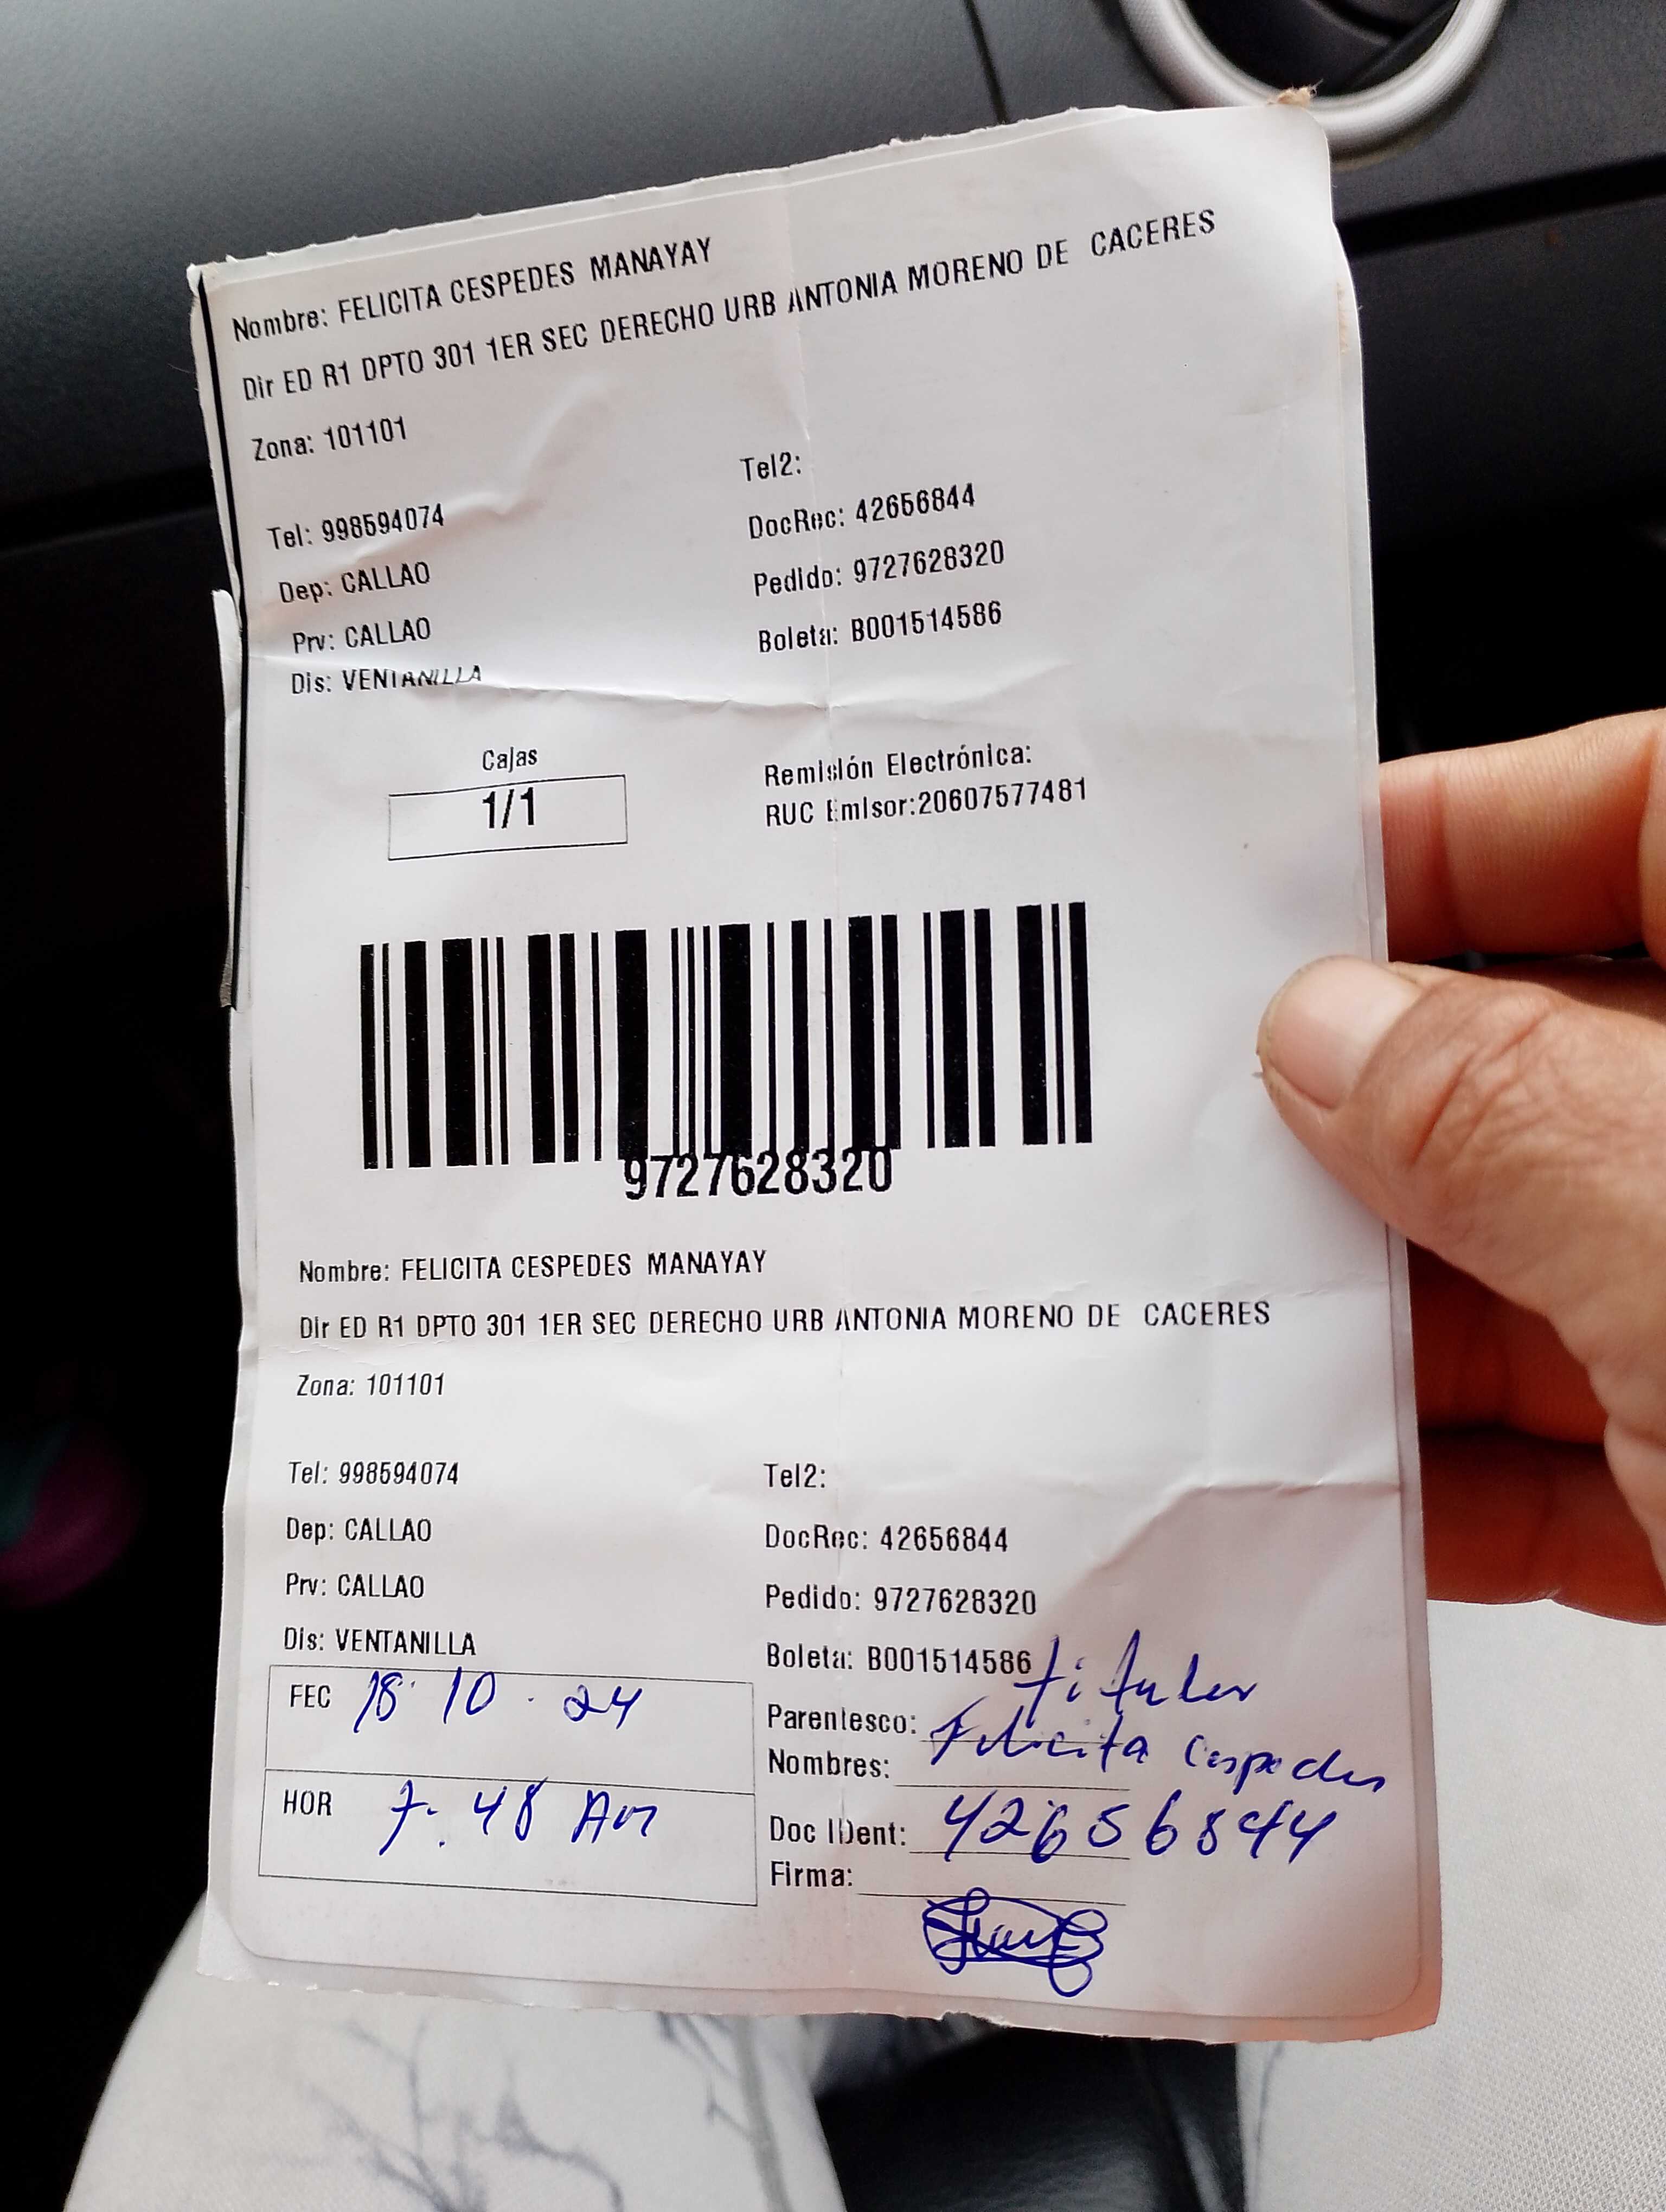 Nombre: FELICITA CESPEDES MANAYAY
Dir ED R1 DPTO 301 1ER SEC DERECHO URB ANTONIA MORENO DE CACERES
Zona: 101101
Tel2:
Tel: 998594074
DocRec: 42656844
Dep: CALLAO
Pedido: 9727628320
Prv: CALLAO
Boleta: B001514586
Dis: VENTANILLA
Cajas
1/1
Remisión Electrónica:
RUC Emisor:20607577481
9727628320
Nombre: FELICITA CESPEDES MANAYAY
Dir ED R1 DPTO 301 1ER SEC DERECHO URB ANTONIA MORENO DE CACERES
Zona: 101101
Tel: 998594074
Tel2:
Dep: CALLAO
DocRec: 42656844
Prv: CALLAO
Pedido: 9727628320
Dis: VENTANILLA
Boleta: B001514586
FEC 18·10·24
Parentesco: titular
Nombres: Felicita Cespedes
HOR 7:48 AM
Doc IDent: 42656844
Firma: